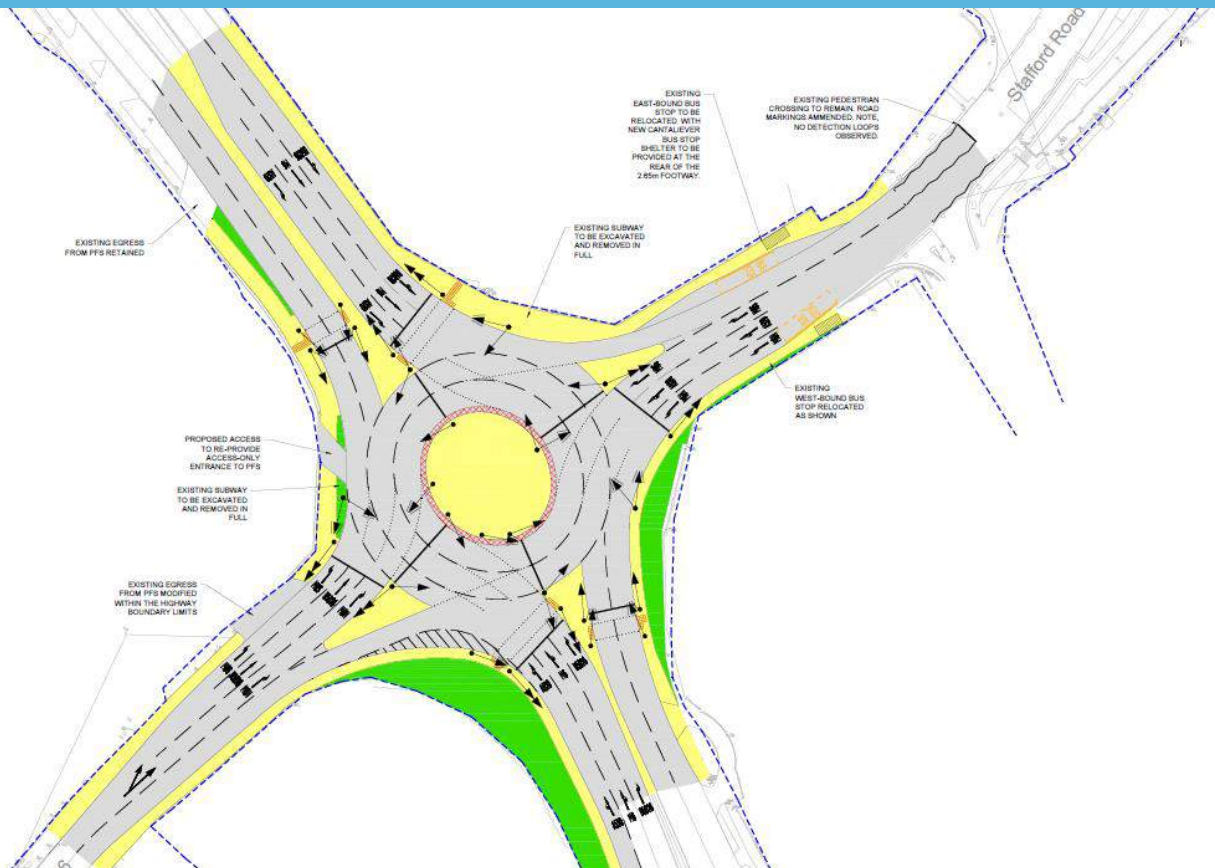 Stafford Road
EXISTING
EAST-BOUND BUS
STOP TO BE
RELOCATED WITH
NEW CANTALIEVER
BUS STOP
SHELTER TO BE
PROVIDED AT THE
REAR OF THE
2.65m FOOTWAY.
EXISTING PEDESTRIAN
CROSSING TO REMAIN. ROAD
MARKINGS AMMENDED. NOTE,
NO DETECTION LOOPS
OBSERVED.
EXISTING EGRESS
FROM PFS RETAINED
EXISTING SUBWAY
TO BE EXCAVATED
AND REMOVED IN
FULL
EXISTING
WEST-BOUND BUS
STOP RELOCATED
AS SHOWN
PROPOSED ACCESS
TO RE-PROVIDE
ACCESS-ONLY
ENTRANCE TO PFS
EXISTING SUBWAY
TO BE EXCAVATED
AND REMOVED IN
FULL
EXISTING EGRESS
FROM PFS MODIFIED
WITHIN THE HIGHWAY
BOUNDARY LIMITS
6